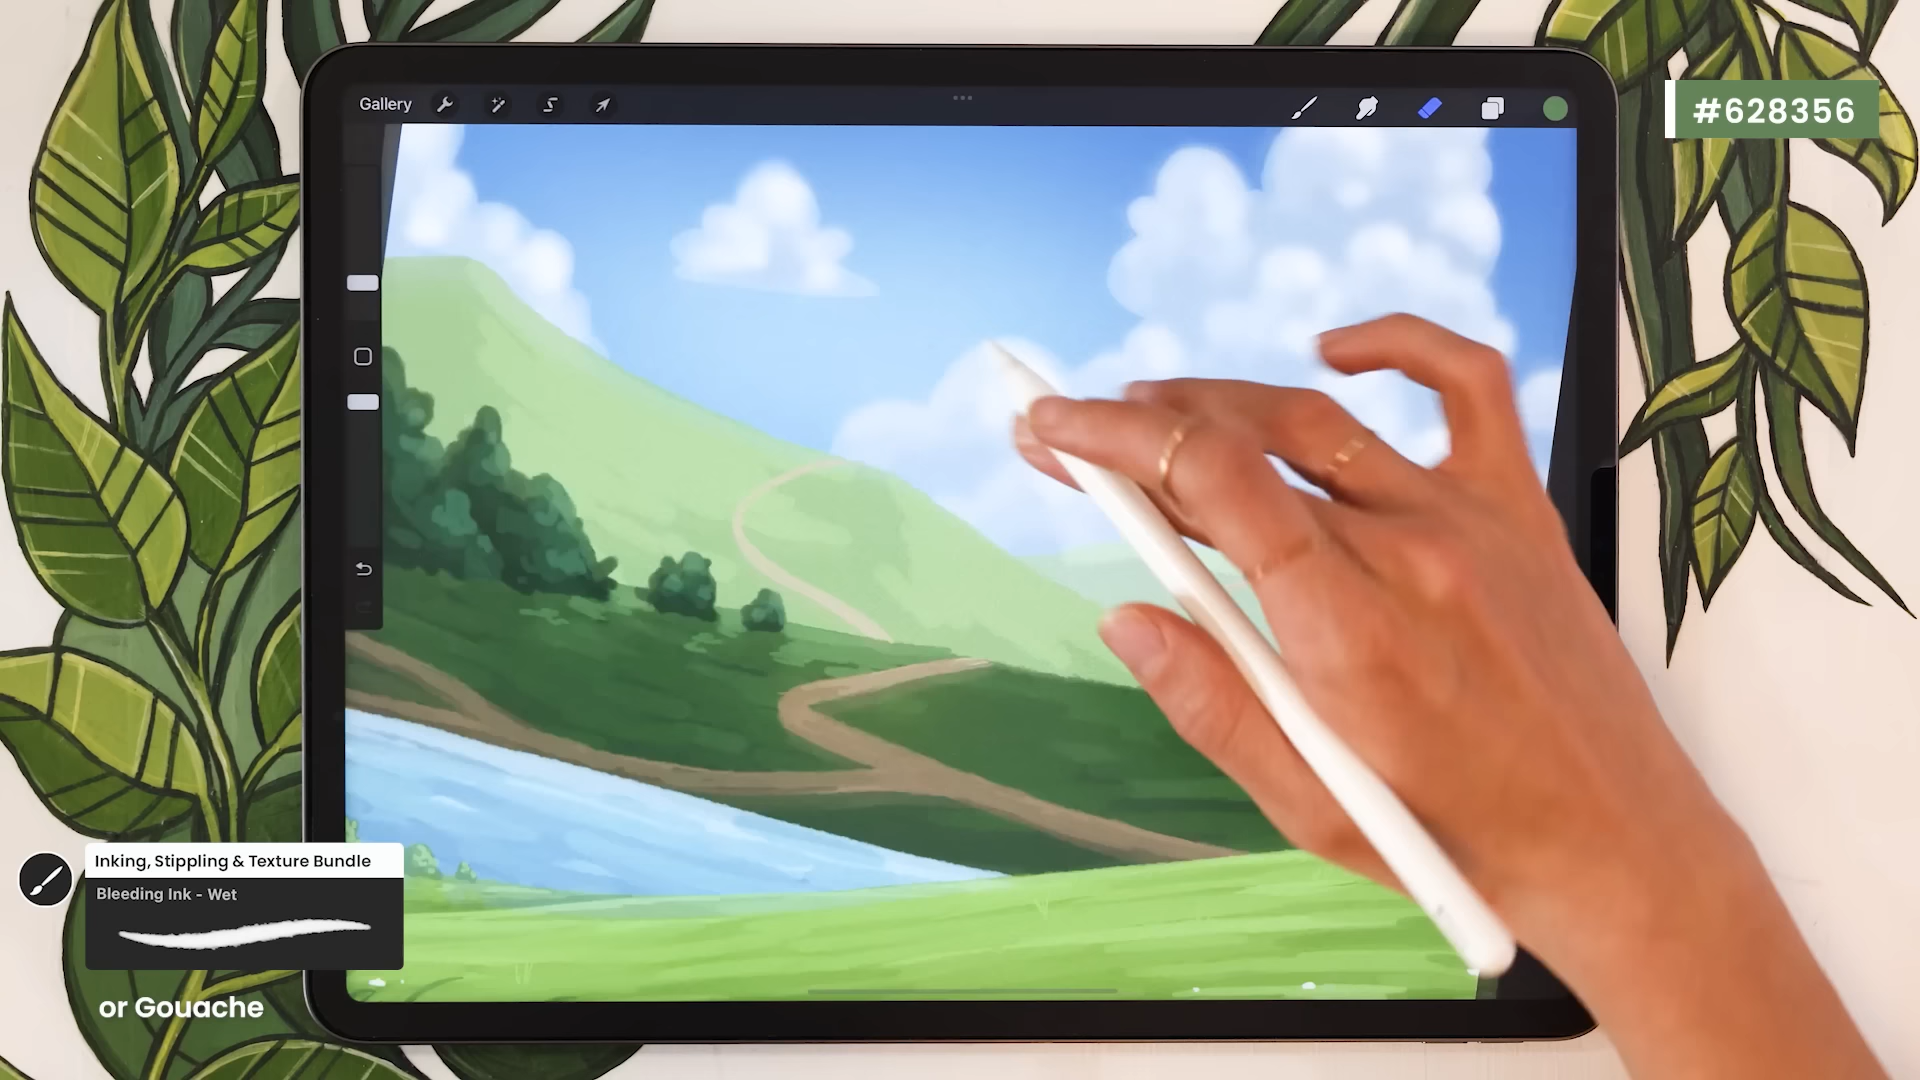 Gallery
#628356
Inking, Stippling & Texture Bundle
Bleeding Ink - Wet
or Gouache